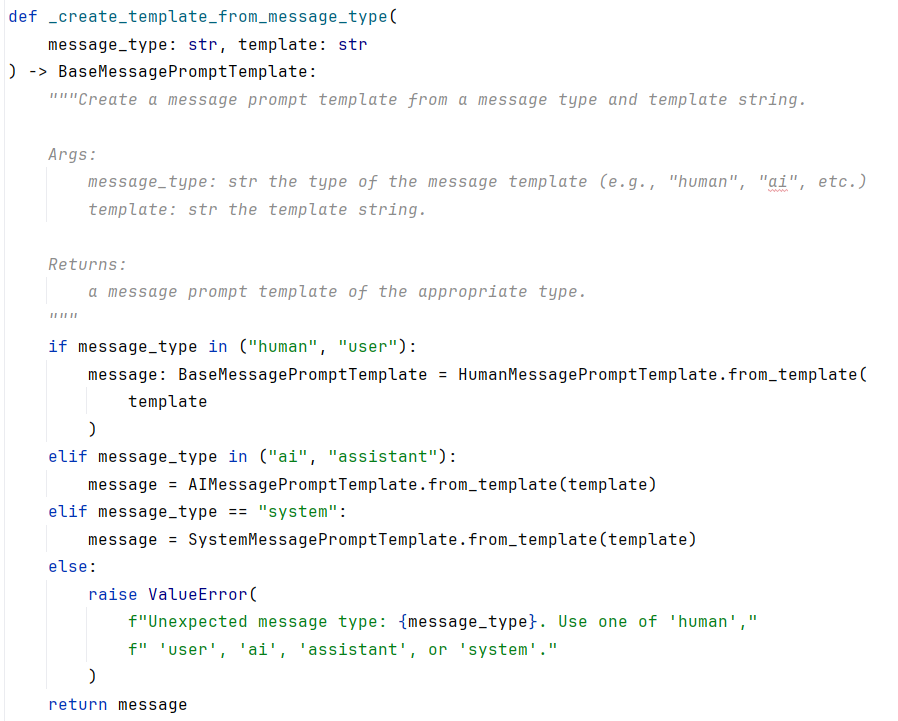 def _create_template_from_message_type(
    message_type: str, template: str
) -> BaseMessagePromptTemplate:
    """Create a message prompt template from a message type and template string.

    Args:
        message_type: str the type of the message template (e.g., "human", "ai", etc.)
        template: str the template string.

    Returns:
        a message prompt template of the appropriate type.
    """
    if message_type in ("human", "user"):
        message: BaseMessagePromptTemplate = HumanMessagePromptTemplate.from_template(
            template
        )
    elif message_type in ("ai", "assistant"):
        message = AIMessagePromptTemplate.from_template(template)
    elif message_type == "system":
        message = SystemMessagePromptTemplate.from_template(template)
    else:
        raise ValueError(
            f"Unexpected message type: {message_type}. Use one of 'human',"
            f" 'user', 'ai', 'assistant', or 'system'."
        )
    return message